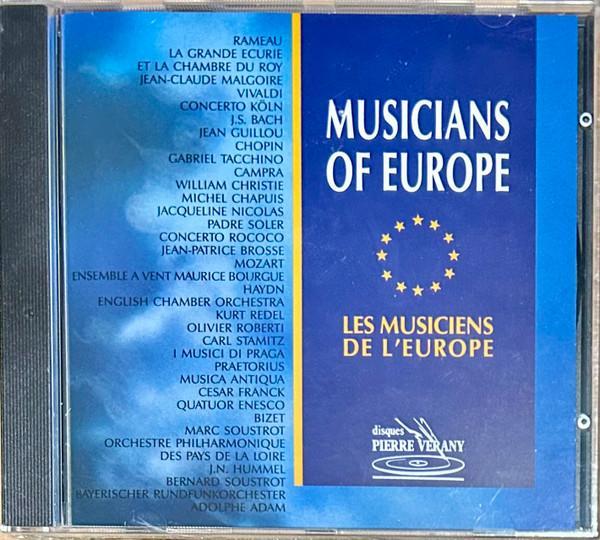 RAMEAU
LA GRANDE ECURIE
ET LA CHAMBRE DU ROY
JEAN-CLAUDE MALGOIRE
VIVALDI
CONCERTO KÖLN
J.S. BACH
JEAN GUILLOU
CHOPIN
GABRIEL TACCHINO
CAMPRA
WILLIAM CHRISTIE
MICHEL CHAPUIS
JACQUELINE NICOLAS
PADRE SOLER
CONCERTO ROCOCO
JEAN-PATRICE BROSSE
MOZART
ENSEMBLE A VENT MAURICE BOURGUE
HAYDN
ENGLISH CHAMBER ORCHESTRA
KURT REDEL
OLIVIER ROBERTI
CARL STAMITZ
I MUSICI DI PRAGA
PRAETORIUS
MUSICA ANTIQUA
CESAR FRANCK
QUATUOR ENESCO
BIZET
MARC SOUSTROT
ORCHESTRE PHILHARMONIQUE
DES PAYS DE LA LOIRE
J.N. HUMMEL
BERNARD SOUSTROT
BAYERISCHER RUNDFUNKORCHESTER
ADOLPHE ADAM
MUSICIANS
OF EUROPE
LES MUSICIENS
DE L'EUROPE
disques
PIERRE VERANY